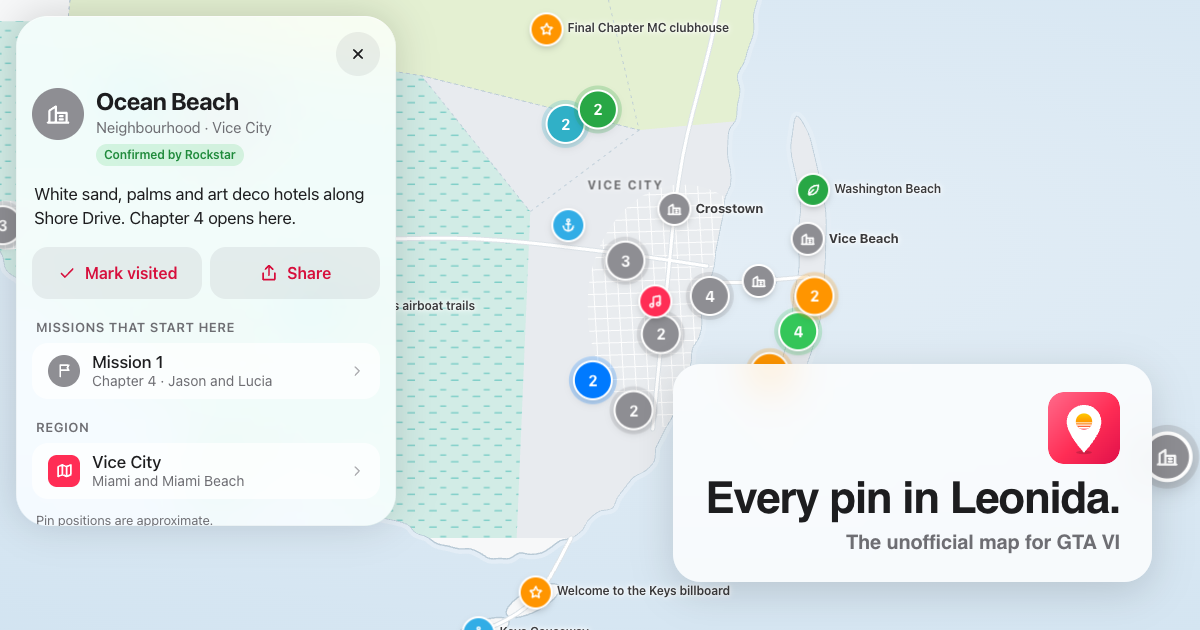 Ocean Beach
Neighbourhood · Vice City
Confirmed by Rockstar
White sand, palms and art deco hotels along
Shore Drive. Chapter 4 opens here.
Mark visited
Share
MISSIONS THAT START HERE
Mission 1
Chapter 4 · Jason and Lucia
REGION
Vice City
Miami and Miami Beach
Pin positions are approximate.
3
Final Chapter MC clubhouse
2
2
VICE CITY
Washington Beach
Crosstown
Vice Beach
3
4
2
s airboat trails
2
4
2
2
Every pin in Leonida.
The unofficial map for GTA VI
Welcome to the Keys billboard